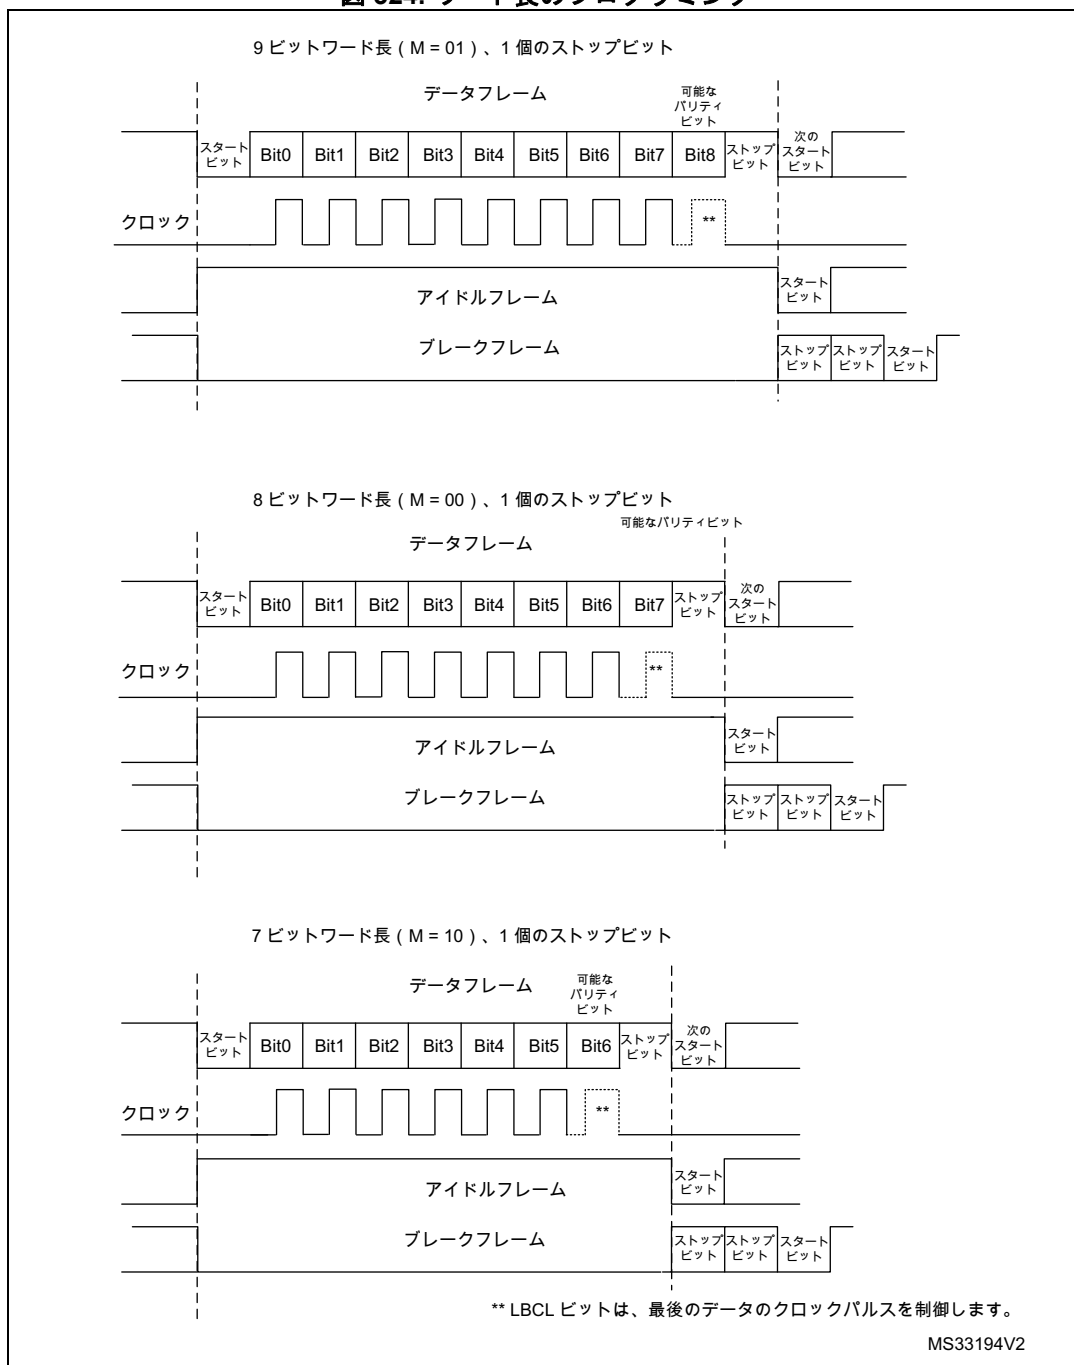 図 524. ワード長のプログラミング
9 ビットワード長 ( M = 01 ) 、1 個のストップビット
データフレーム
可能な
パリティ
ビット
スタート
ビット
Bit0
Bit1
Bit2
Bit3
Bit4
Bit5
Bit6
Bit7
Bit8
ストップ
ビット
次の
スタート
ビット
クロック
**
アイドルフレーム
スタート
ビット
ブレークフレーム
ストップ
ビット
ストップ
ビット
スタート
ビット
8 ビットワード長 ( M = 00 ) 、1 個のストップビット
可能なパリティビット
データフレーム
スタート
ビット
Bit0
Bit1
Bit2
Bit3
Bit4
Bit5
Bit6
Bit7
ストップ
ビット
次の
スタート
ビット
クロック
**
アイドルフレーム
スタート
ビット
ブレークフレーム
ストップ
ビット
ストップ
ビット
スタート
ビット
7 ビットワード長 ( M = 10 ) 、1 個のストップビット
データフレーム
可能な
パリティ
ビット
スタート
ビット
Bit0
Bit1
Bit2
Bit3
Bit4
Bit5
Bit6
ストップ
ビット
次の
スタート
ビット
クロック
**
アイドルフレーム
スタート
ビット
ブレークフレーム
ストップ
ビット
ストップ
ビット
スタート
ビット
** LBCL ビットは、最後のデータのクロックパルスを制御します。
MS33194V2